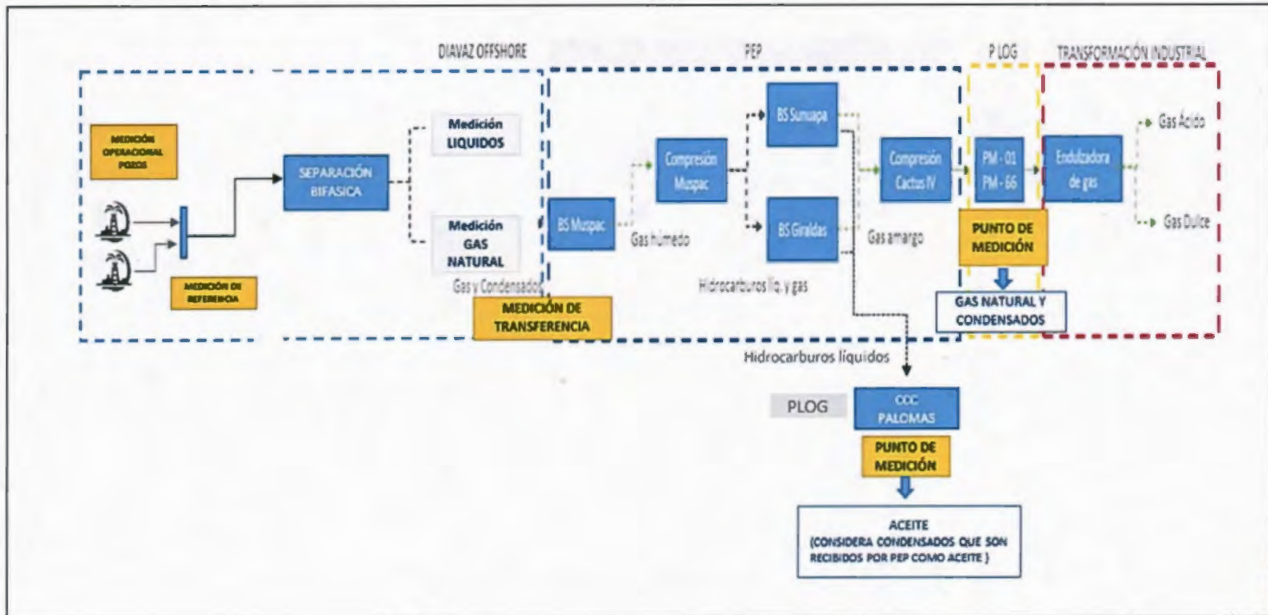 DIAVAZ OFFSHORE
PEP
P LOG
TRANSFORMACIÓN INDUSTRIAL
MEDICIÓN
OPERACIONAL
POZOS
MEDICIÓN DE
REFERENCIA
SEPARACIÓN
BIFASICA
Medición
LIQUIDOS
Medición
GAS
NATURAL
Gas y Condensados
MEDICIÓN DE
TRANSFERENCIA
BS Muspac
Gas húmedo
Compresión
Muspac
BS Sunuapa
BS Giraldas
Hidrocarburos líq. y gas
Gas amargo
Compresión
Cactus IV
PM - 01
PM - 66
PUNTO DE
MEDICIÓN
GAS NATURAL Y
CONDENSADOS
Endulzadora
de gas
Gas Ácido
Gas Dulce
Hidrocarburos líquidos
PLOG
CCC
PALOMAS
PUNTO DE
MEDICIÓN
ACEITE
(CONSIDERA CONDENSADOS QUE SON
RECIBIDOS POR PEP COMO ACEITE )